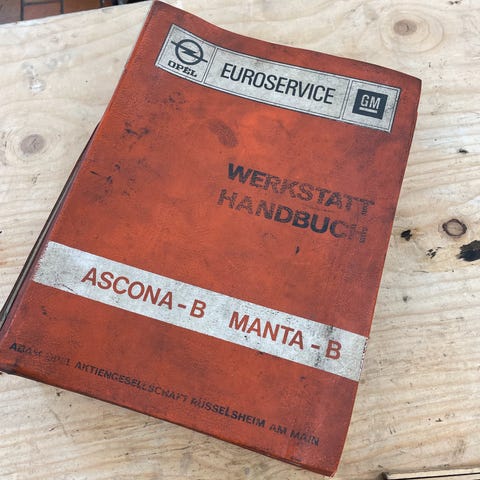 OPEL
EUROSERVICE
GM
WERKSTATT
HANDBUCH
ASCONA-B MANTA-B
ADAM OPEL AKTIENGESELLSCHAFT RÜSSELSHEIM AM MAIN